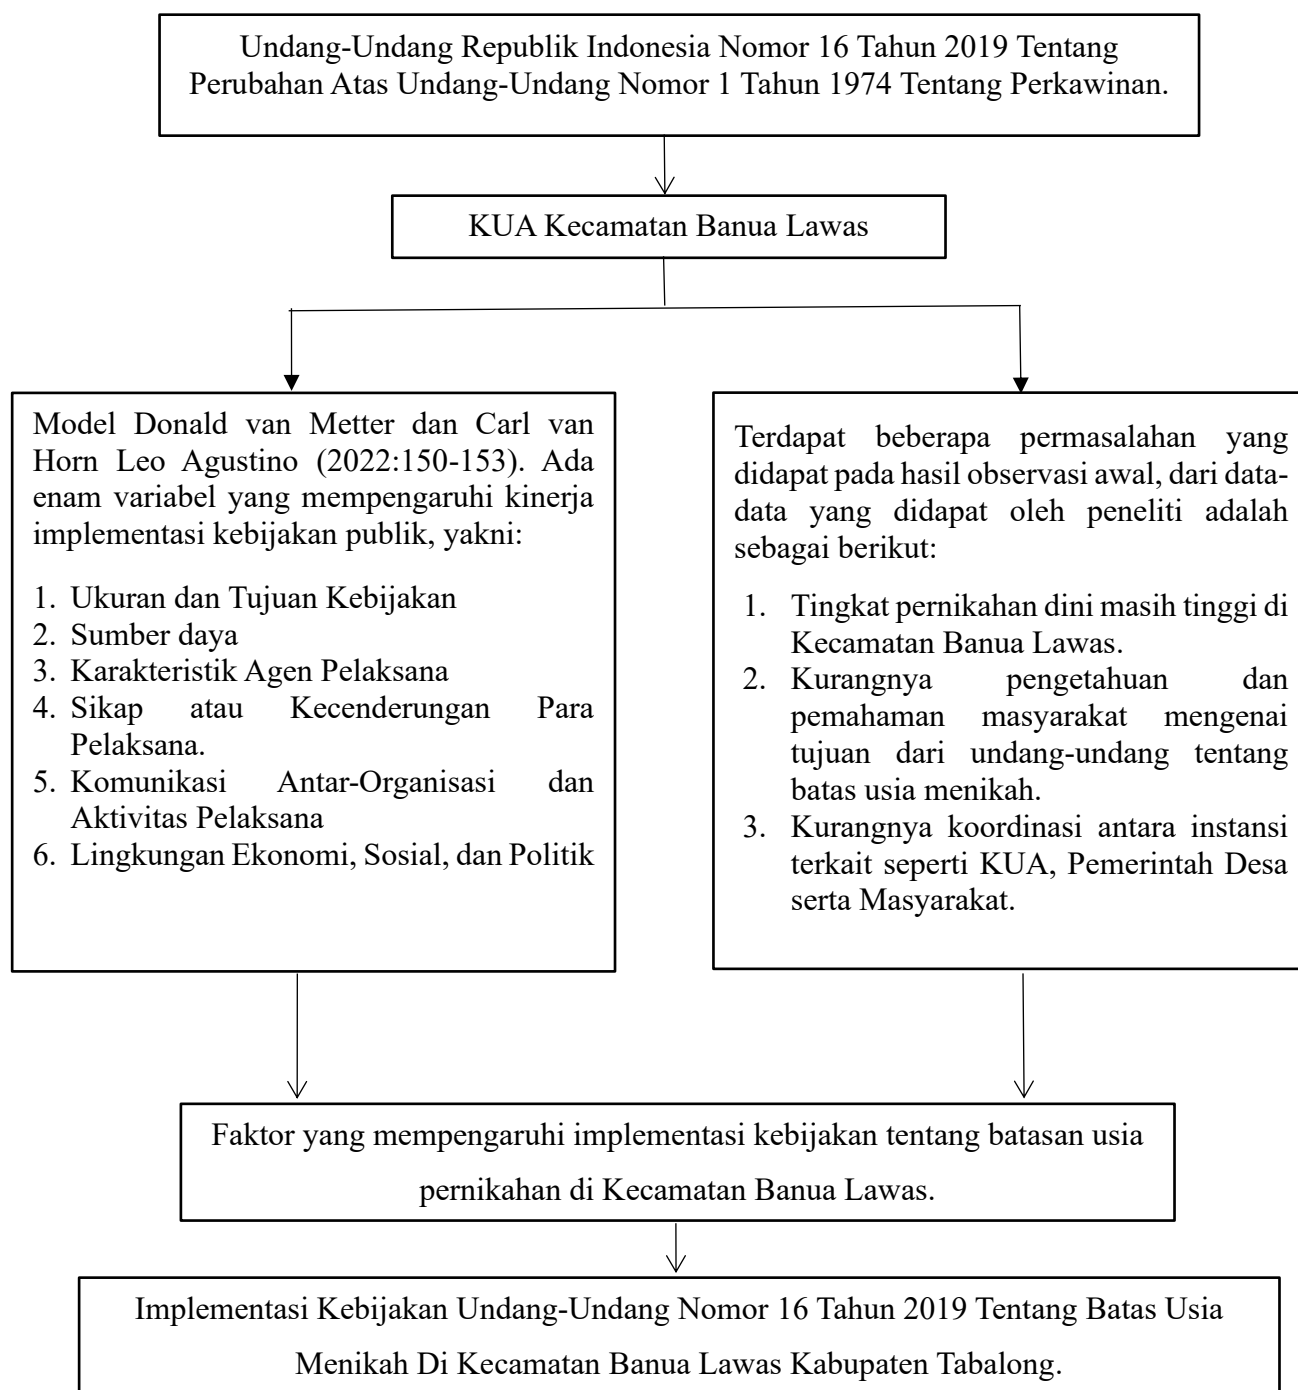 Undang-Undang Republik Indonesia Nomor 16 Tahun 2019 Tentang
Perubahan Atas Undang-Undang Nomor 1 Tahun 1974 Tentang Perkawinan.
KUA Kecamatan Banua Lawas
Model Donald van Metter dan Carl van
Horn Leo Agustino (2022:150-153). Ada
enam variabel yang mempengaruhi kinerja
implementasi kebijakan publik, yakni:
1. Ukuran dan Tujuan Kebijakan
2. Sumber daya
3. Karakteristik Agen Pelaksana
4. Sikap atau Kecenderungan Para
Pelaksana.
5. Komunikasi Antar-Organisasi dan
Aktivitas Pelaksana
6. Lingkungan Ekonomi, Sosial, dan Politik
Terdapat beberapa permasalahan yang
didapat pada hasil observasi awal, dari data-
data yang didapat oleh peneliti adalah
sebagai berikut:
1. Tingkat pernikahan dini masih tinggi di
Kecamatan Banua Lawas.
2. Kurangnya pengetahuan dan
pemahaman masyarakat mengenai
tujuan dari undang-undang tentang
batas usia menikah.
3. Kurangnya koordinasi antara instansi
terkait seperti KUA, Pemerintah Desa
serta Masyarakat.
Faktor yang mempengaruhi implementasi kebijakan tentang batasan usia
pernikahan di Kecamatan Banua Lawas.
Implementasi Kebijakan Undang-Undang Nomor 16 Tahun 2019 Tentang Batas Usia
Menikah Di Kecamatan Banua Lawas Kabupaten Tabalong.